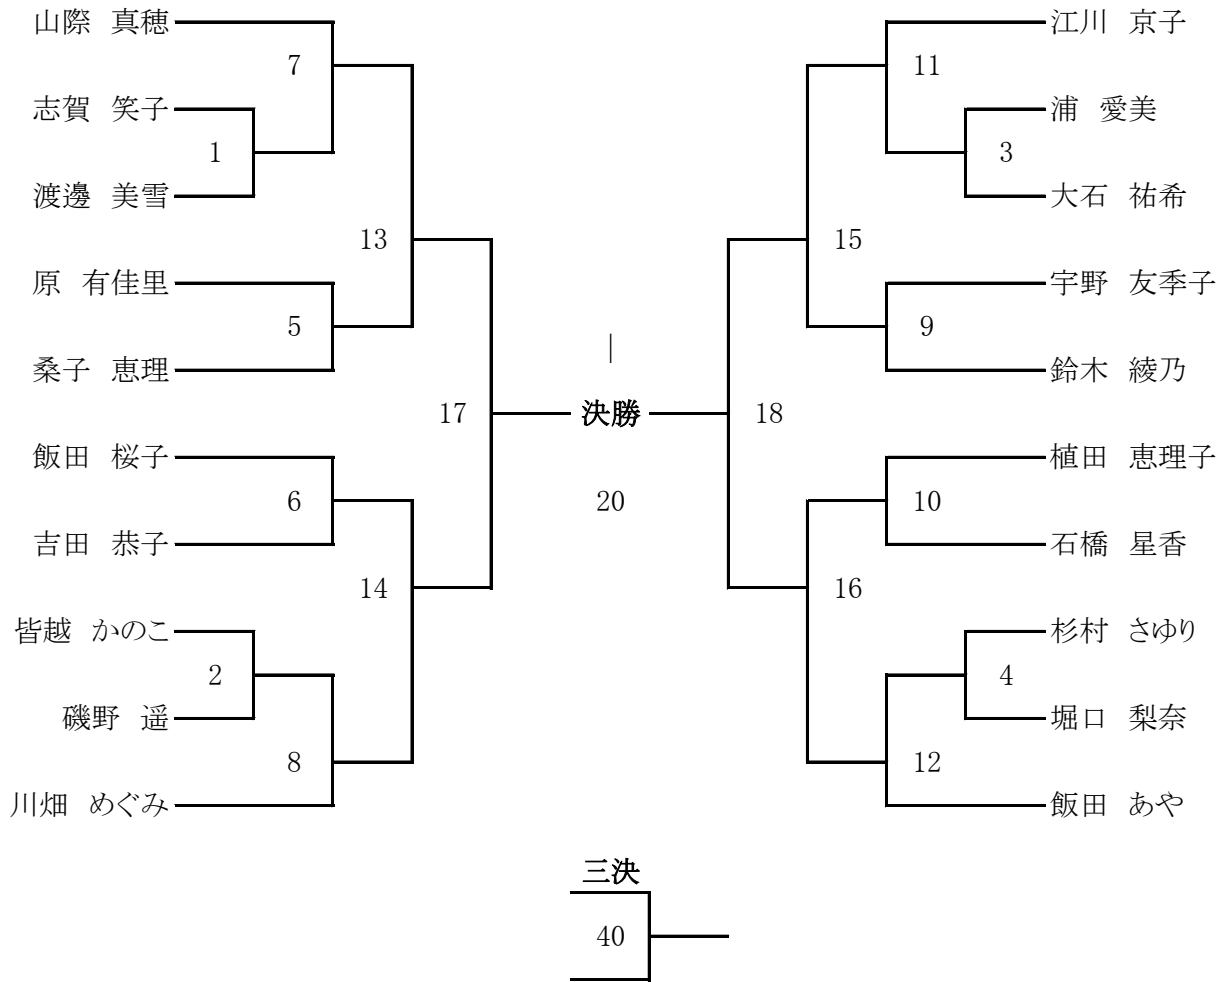 山際 真穂
7
志賀 笑子
1
渡邊 美雪
13
原 有佳里
5
桑子 恵理
17
飯田 桜子
6
吉田 恭子
14
皆越 かのこ
2
磯野 遥
8
川畑 めぐみ
|
決勝
20
江川 京子
11
浦 愛美
3
大石 祐希
15
宇野 友季子
9
鈴木 綾乃
18
植田 恵理子
10
石橋 星香
16
杉村 さゆり
4
堀口 梨奈
12
飯田 あや
三決
40